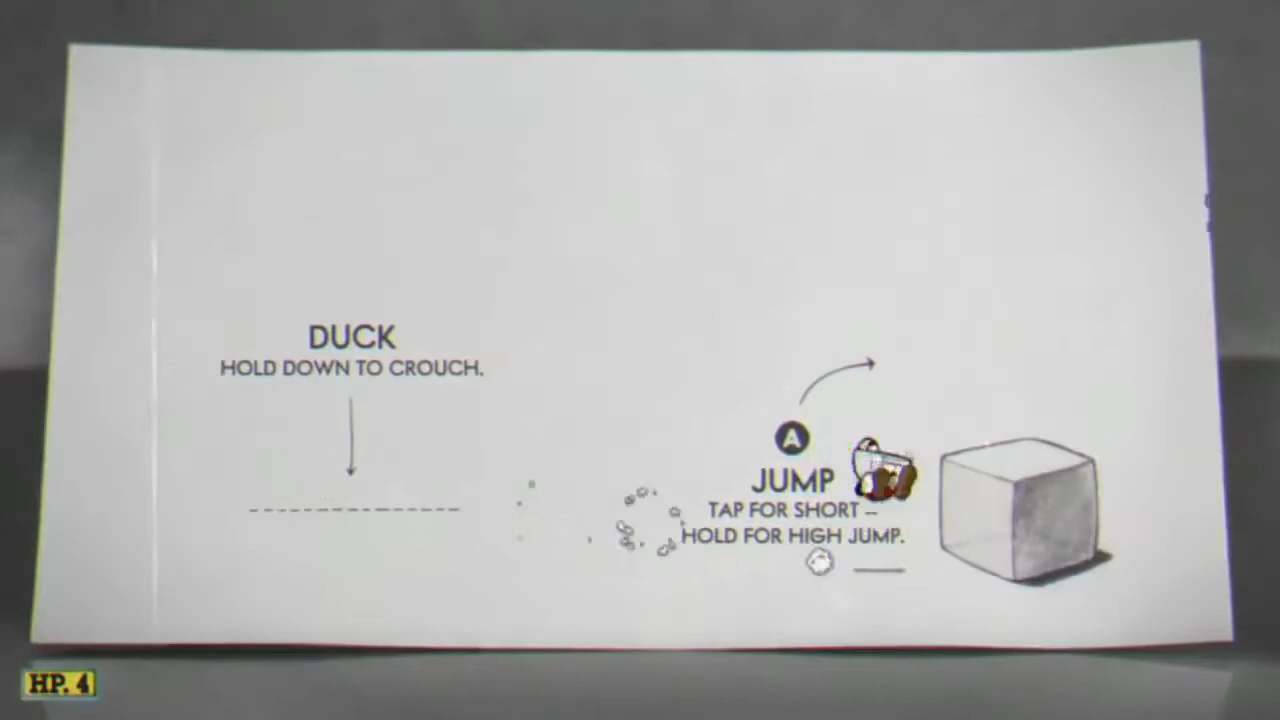 DUCK
HOLD DOWN TO CROUCH.
A
JUMP
TAP FOR SHORT –
HOLD FOR HIGH JUMP.
HP. 4